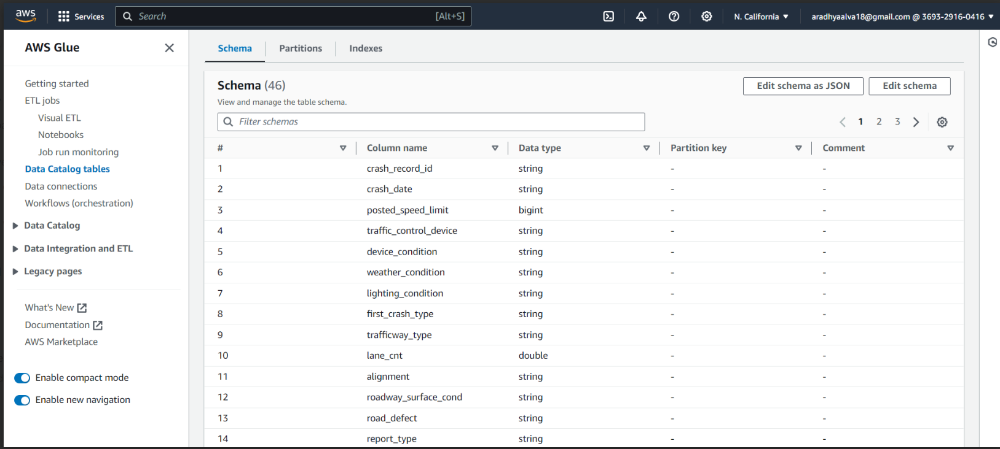 aws
Services
Search
[Alt+S]
N. California
aradhyaalva18@gmail.com @ 3693-2916-0416
AWS Glue
Getting started
ETL jobs
Visual ETL
Notebooks
Job run monitoring
Data Catalog tables
Data connections
Workflows (orchestration)
Data Catalog
Data Integration and ETL
Legacy pages
What's New
Documentation
AWS Marketplace
Enable compact mode
Enable new navigation
Schema
Partitions
Indexes
Schema (46)
View and manage the table schema.
Edit schema as JSON
Edit schema
Filter schemas
1 2 3
# Column name Data type Partition key Comment
1 crash_record_id string - -
2 crash_date string - -
3 posted_speed_limit bigint - -
4 traffic_control_device string - -
5 device_condition string - -
6 weather_condition string - -
7 lighting_condition string - -
8 first_crash_type string - -
9 trafficway_type string - -
10 lane_cnt double - -
11 alignment string - -
12 roadway_surface_cond string - -
13 road_defect string - -
14 report_type string - -